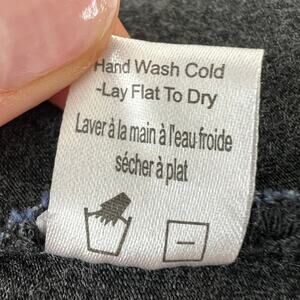 Hand Wash Cold
-Lay Flat To Dry
Laver à la main à l'eau froide
sécher à plat